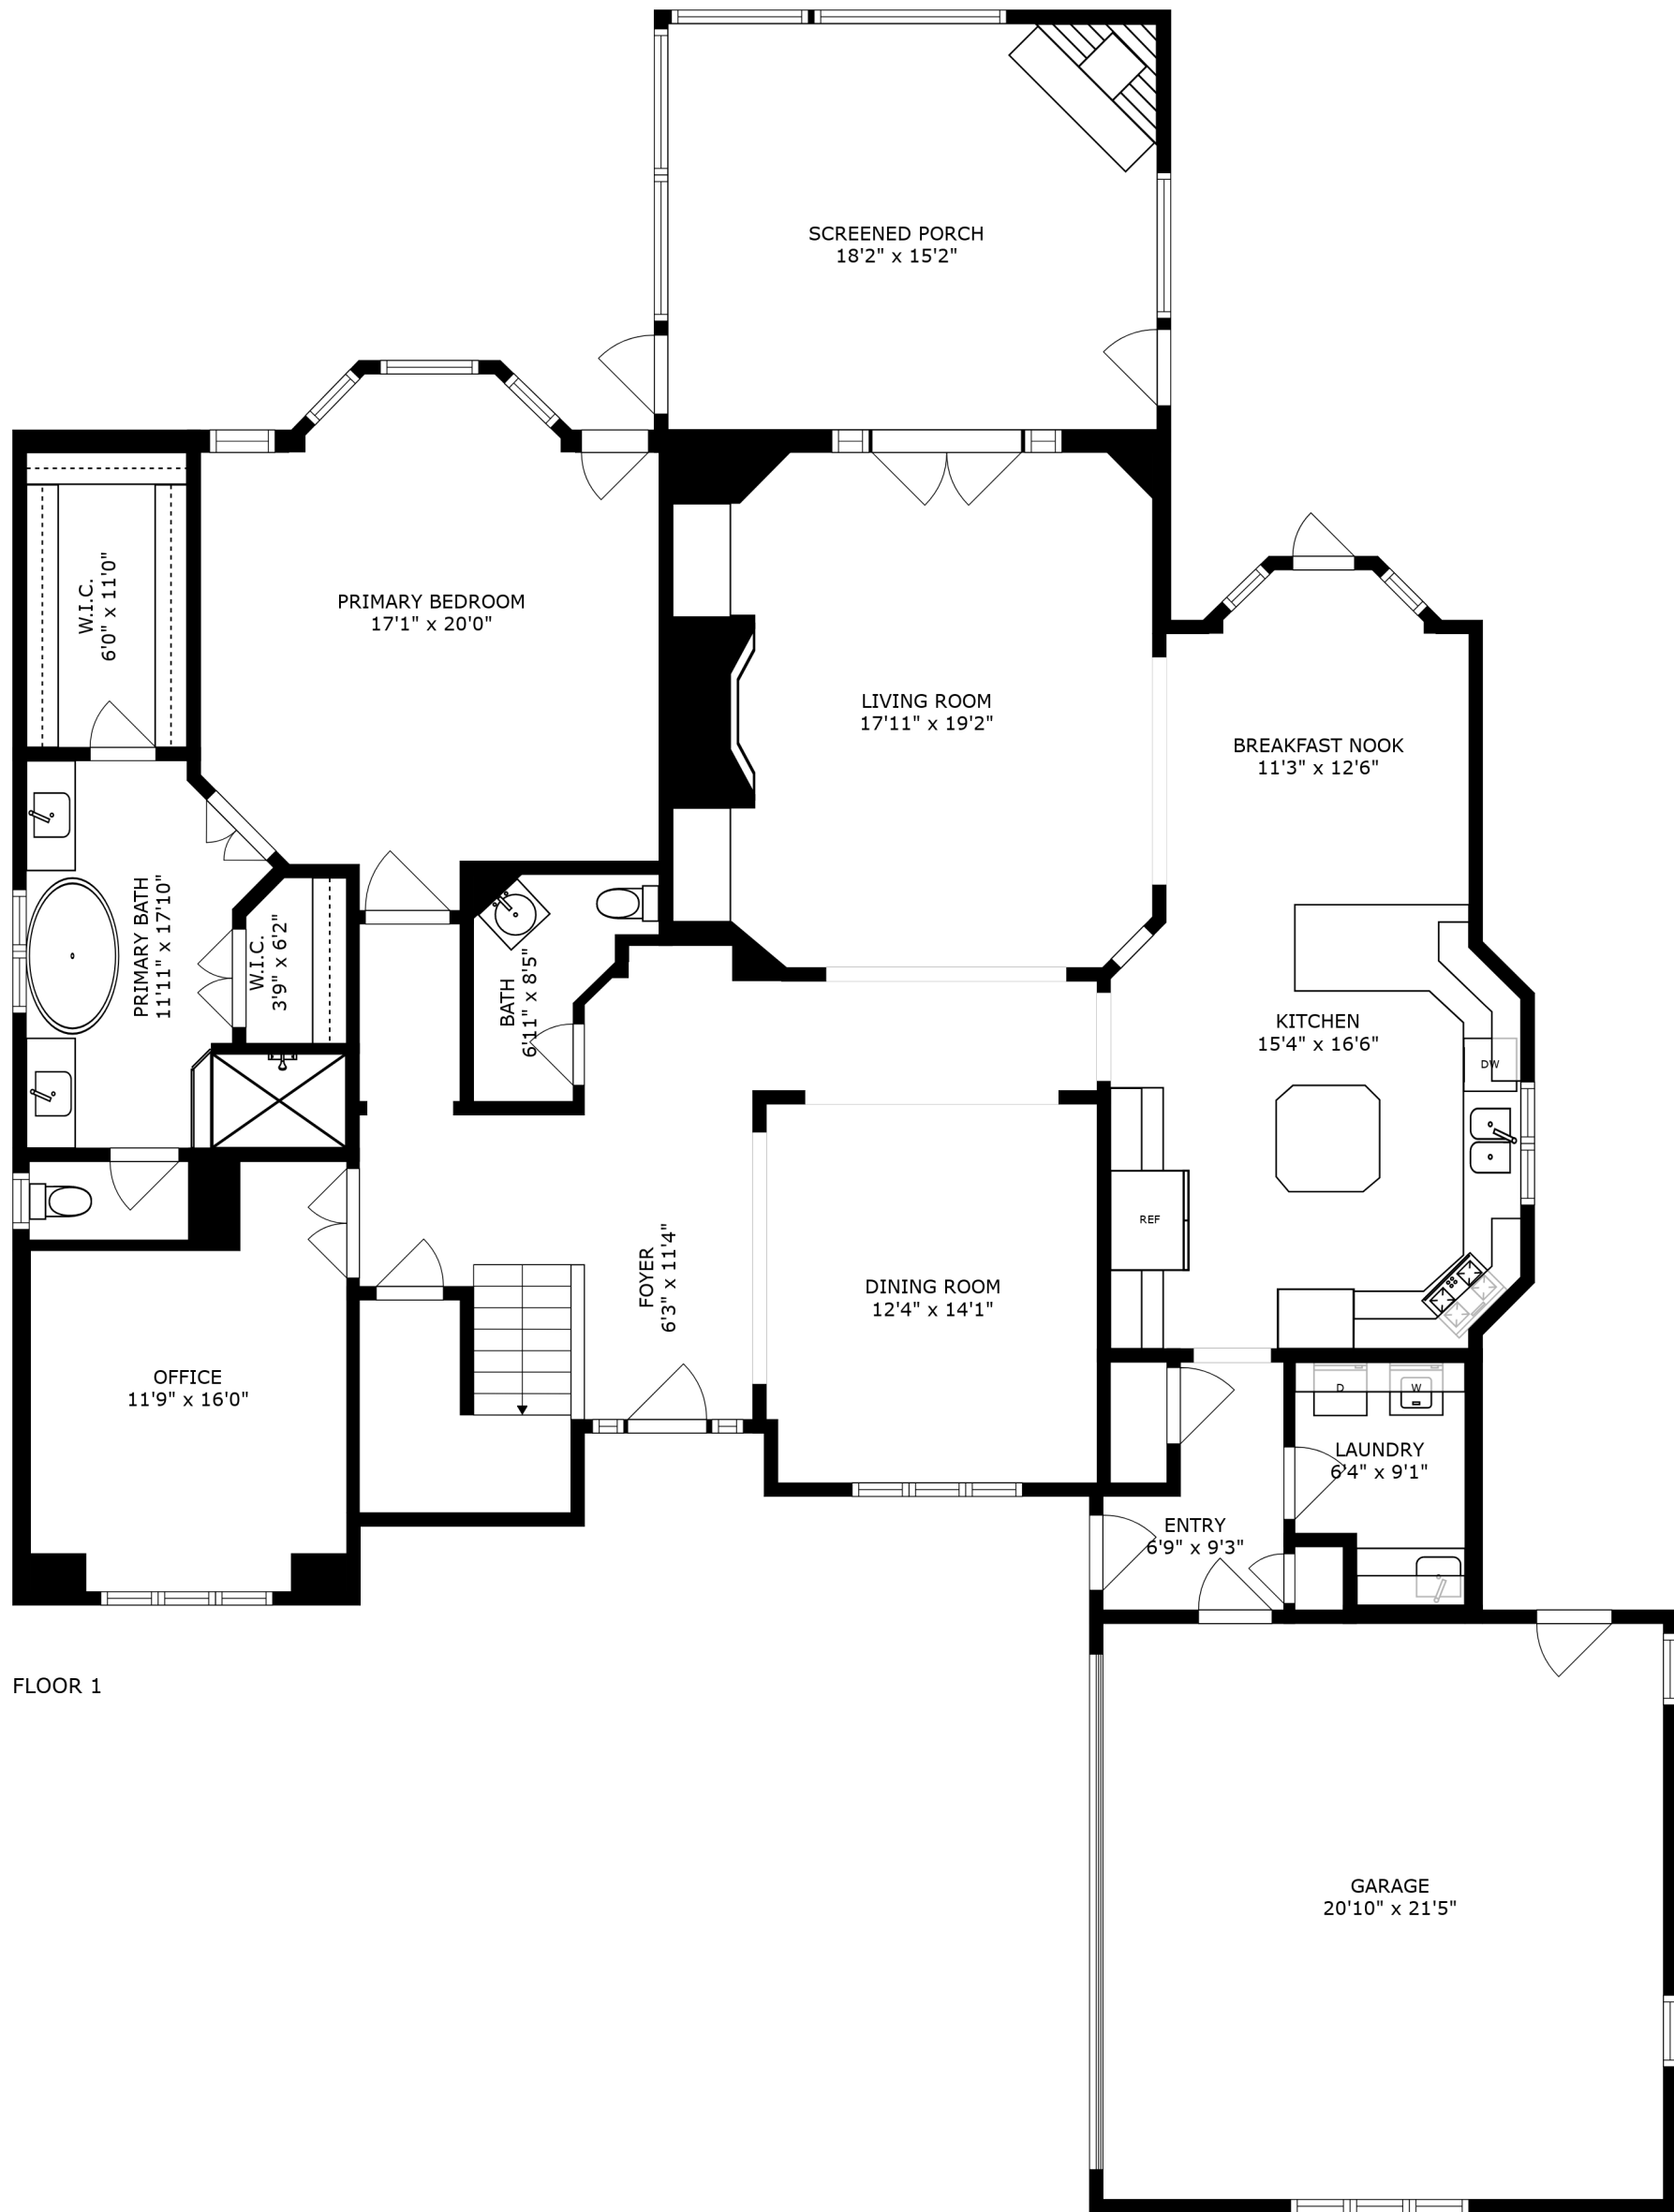 SCREENED PORCH
18'2" x 15'2"
PRIMARY BEDROOM
17'1" x 20'0"
W.I.C.
6'0" x 11'0"
LIVING ROOM
17'11" x 19'2"
BREAKFAST NOOK
11'3" x 12'6"
PRIMARY BATH
11'11" x 17'10"
W.I.C.
3'9" x 6'2"
BATH
6'11" x 8'5"
KITCHEN
15'4" x 16'6"
DW
REF
FOYER
6'3" x 11'4"
DINING ROOM
12'4" x 14'1"
OFFICE
11'9" x 16'0"
D
W
LAUNDRY
6'4" x 9'1"
ENTRY
6'9" x 9'3"
FLOOR 1
GARAGE
20'10" x 21'5"